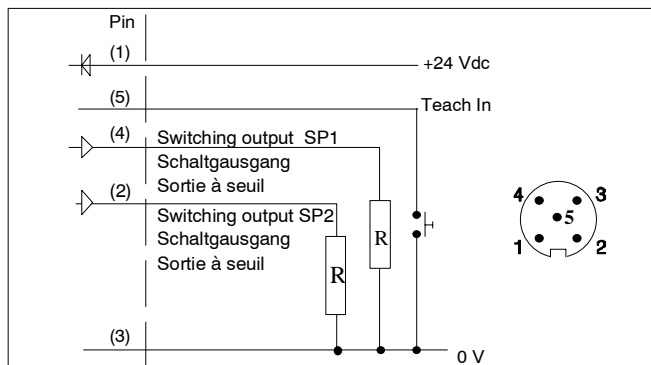 Pin
(1)
+24 Vdc
(5)
Teach In
(4)
Switching output SP1
Schaltgausgang
Sortie à seuil
(2)
Switching output SP2
Schaltgausgang
Sortie à seuil
R
R
(3)
0 V
4
3
5
1
2